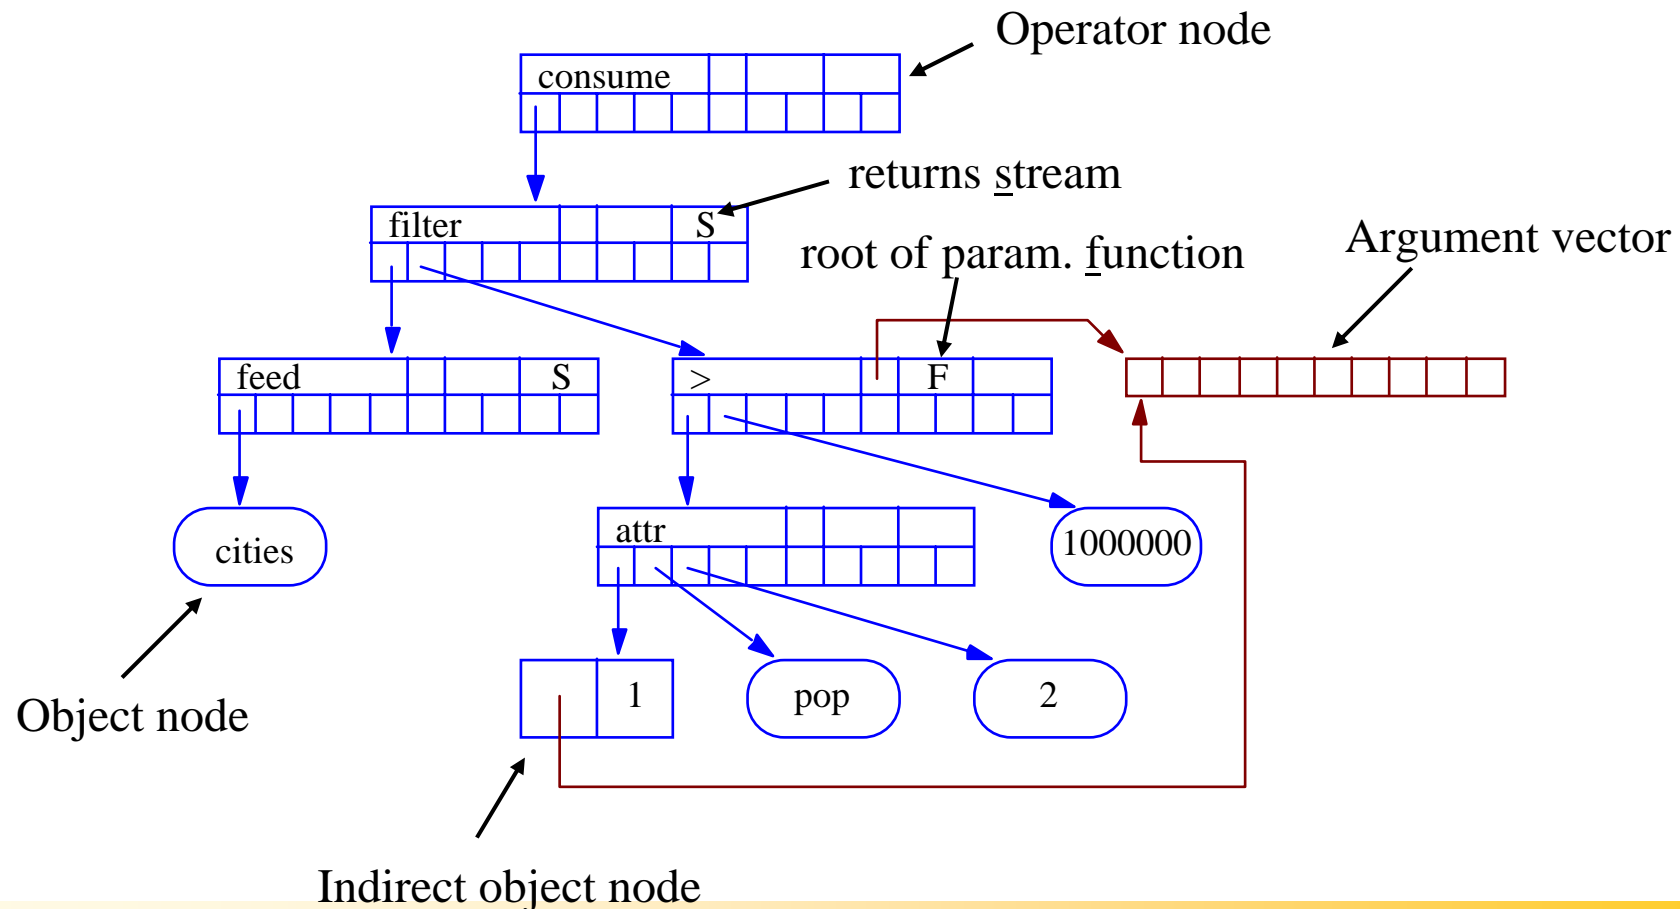 Operator node
consume
returns stream
filter S
root of param. function
Argument vector
feed S
> F
cities
attr
1000000
1
pop
2
Object node
Indirect object node